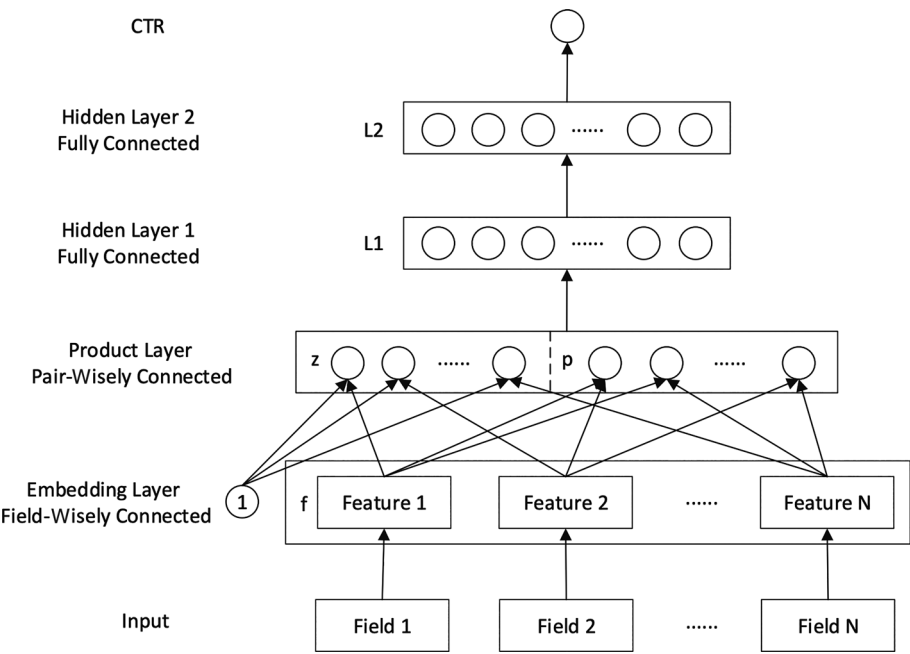 CTR
Hidden Layer 2
Fully Connected
L2
......
Hidden Layer 1
Fully Connected
L1
......
Product Layer
Pair-Wisely Connected
z
......
p
......
Embedding Layer
Field-Wisely Connected
1
f
Feature 1
Feature 2
......
Feature N
Input
Field 1
Field 2
......
Field N